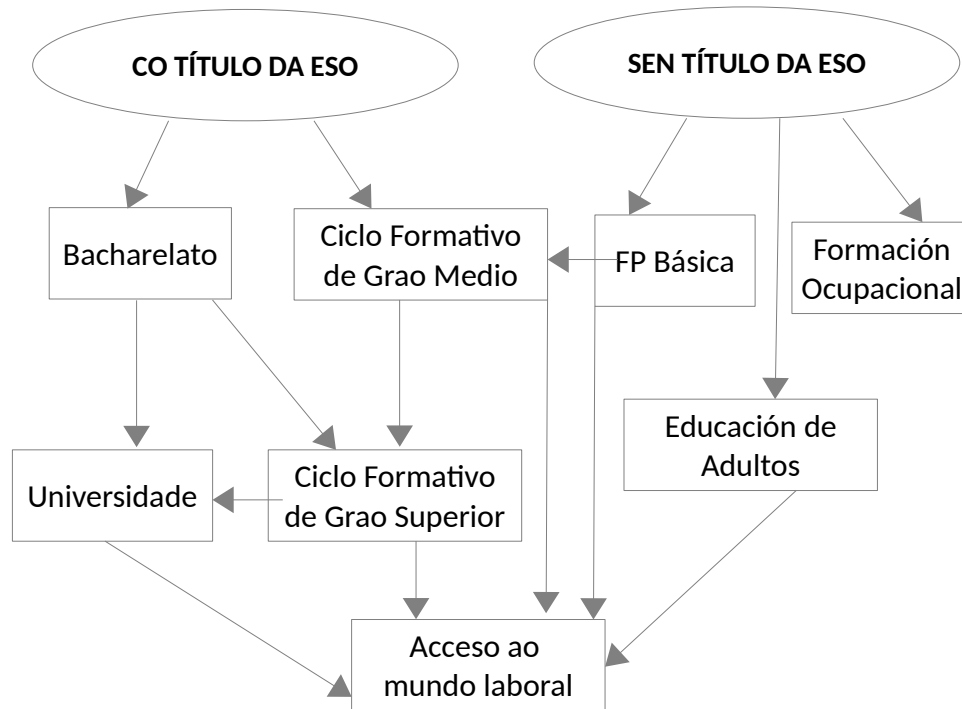 CO TÍTULO DA ESO
SEN TÍTULO DA ESO
Bacharelato
Ciclo Formativo
de Grao Medio
FP Básica
Formación
Ocupacional
Educación de
Adultos
Universidade
Ciclo Formativo
de Grao Superior
Acceso ao
mundo laboral